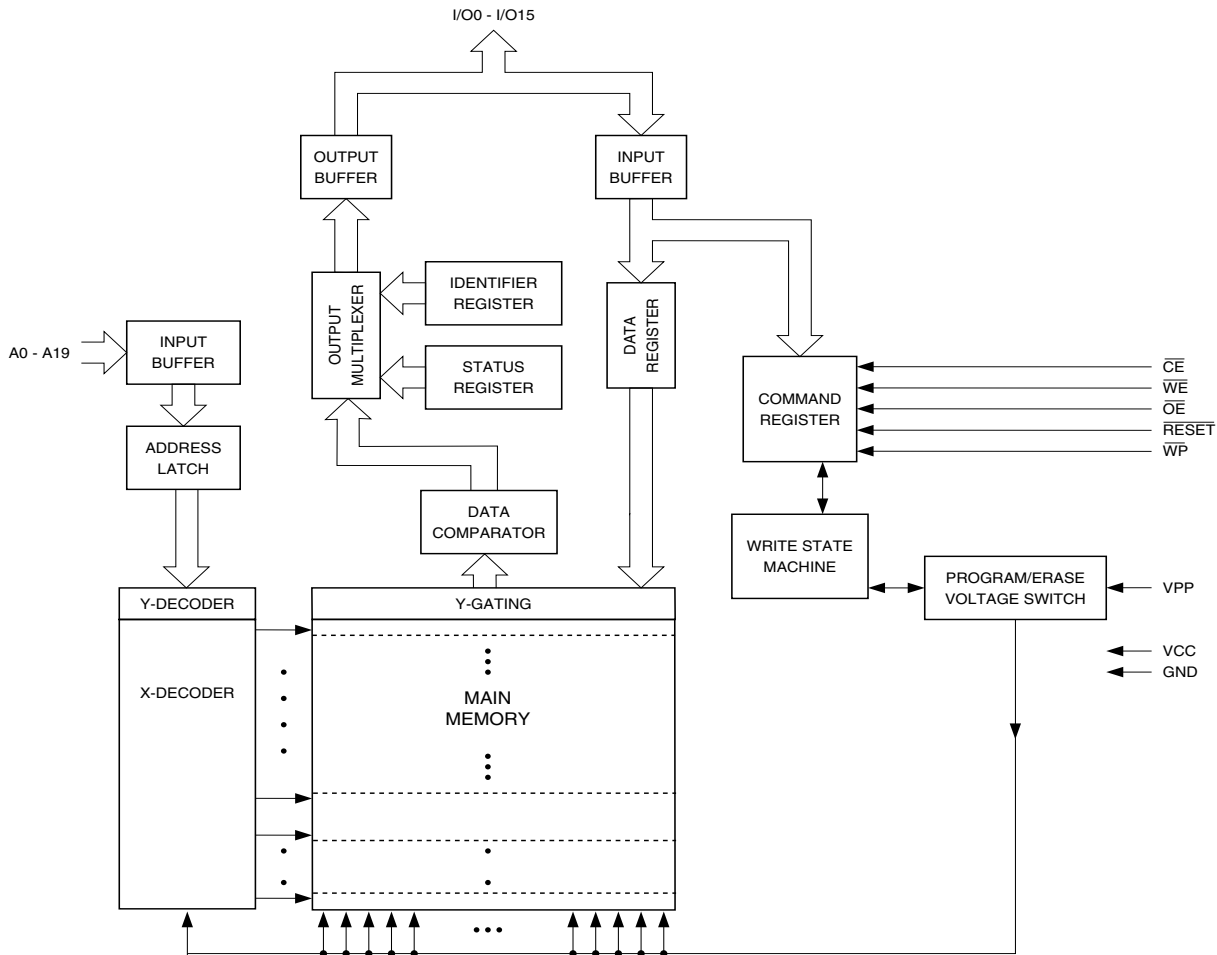 I/O0 - I/O15
OUTPUT
BUFFER
INPUT
BUFFER
OUTPUT
MULTIPLEXER
IDENTIFIER
REGISTER
STATUS
REGISTER
DATA
REGISTER
A0 - A19
INPUT
BUFFER
ADDRESS
LATCH
COMMAND
REGISTER
CE
WE
OE
RESET
WP
DATA
COMPARATOR
WRITE STATE
MACHINE
PROGRAM/ERASE
VOLTAGE SWITCH
VPP
VCC
GND
Y-DECODER
Y-GATING
X-DECODER
MAIN
MEMORY